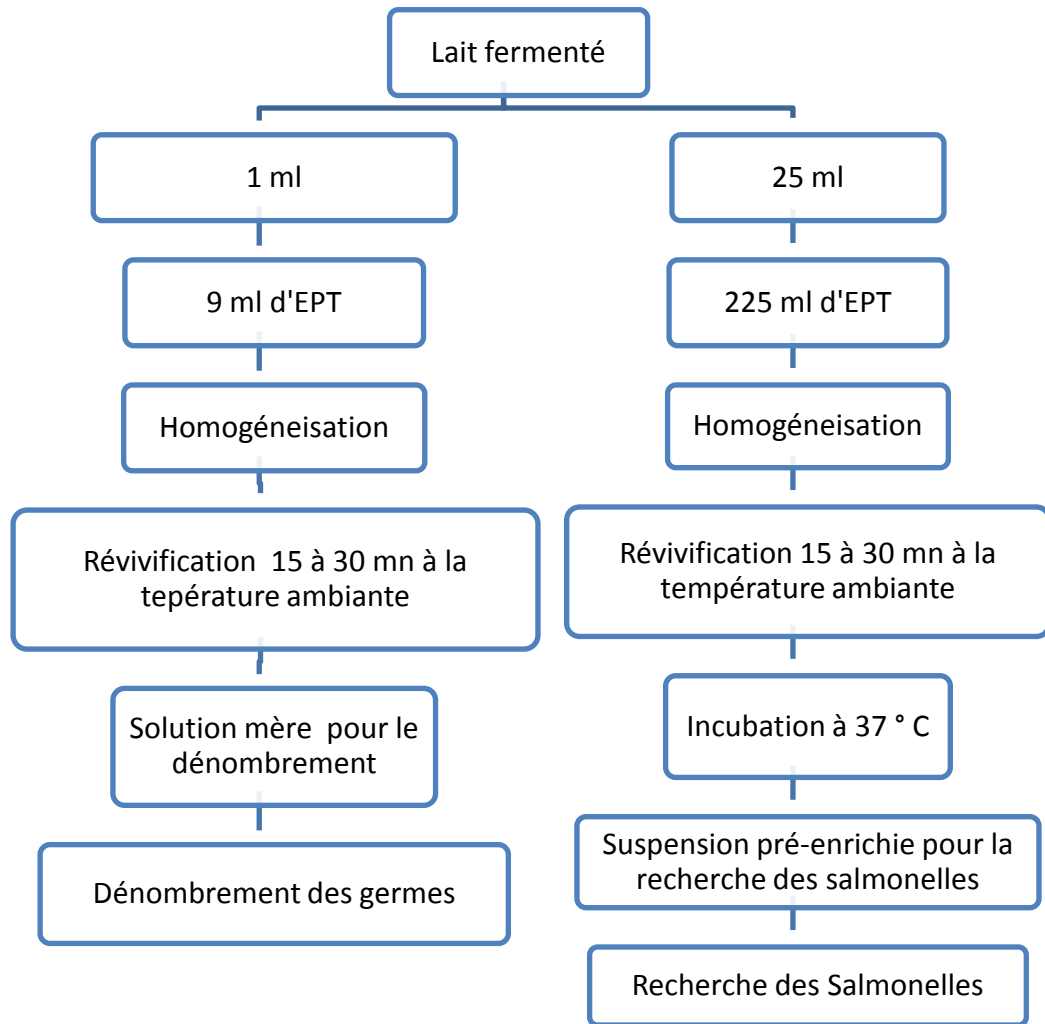 Lait fermenté
1 ml
25 ml
9 ml d'EPT
225 ml d'EPT
Homogéneisation
Homogéneisation
Révivification 15 à 30 mn à la
tepérature ambiante
Révivification 15 à 30 mn à la
température ambiante
Solution mère pour le
dénombrement
Incubation à 37 ° C
Dénombrement des germes
Suspension pré-enrichie pour la
recherche des salmonelles
Recherche des Salmonelles